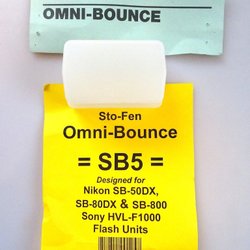 OMNI-BOUNCE
Sto-Fen
Omni-Bounce
= SB5 =
Designed for
Nikon SB-50DX,
SB-80DX & SB-800
Sony HVL-F1000
Flash Units